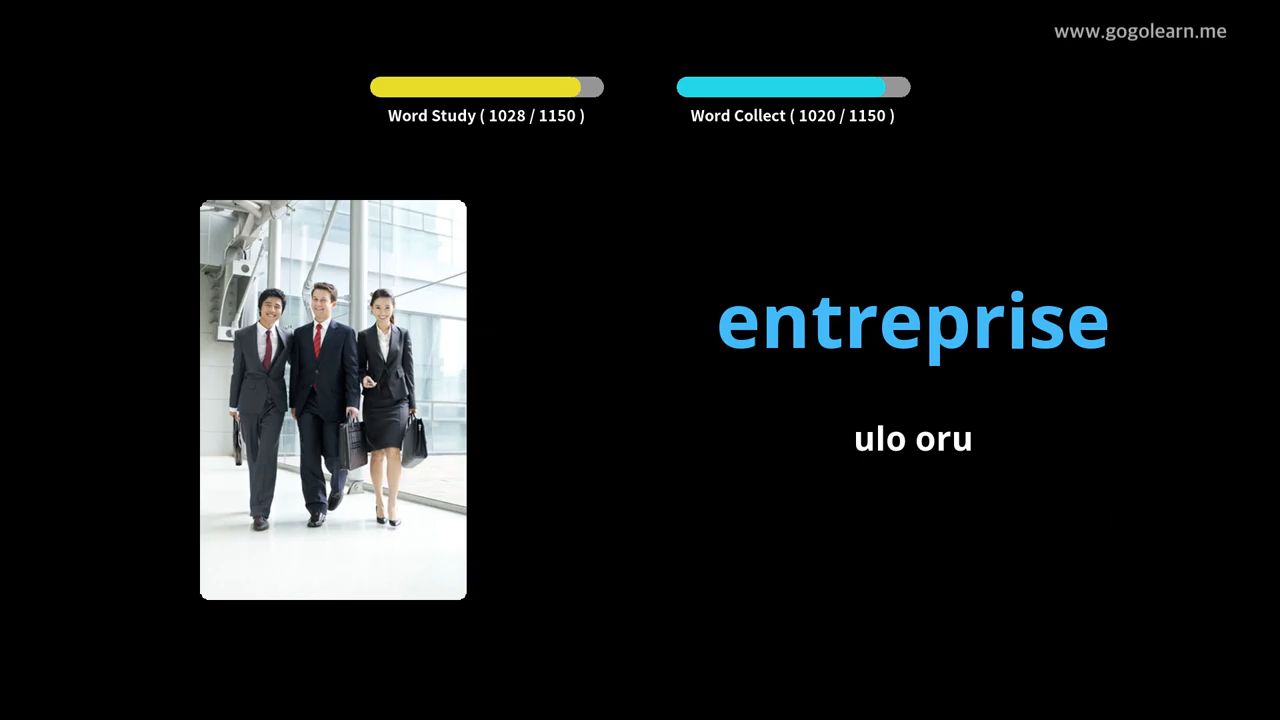 www.gogolearn.me
Word Study ( 1028 / 1150 )
Word Collect ( 1020 / 1150 )
entreprise
ulo oru